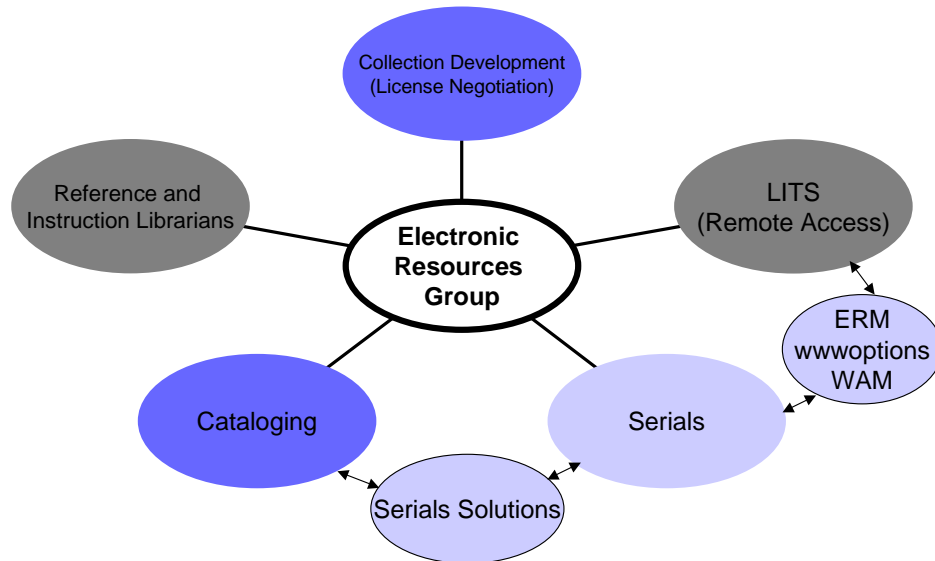 Collection Development
(License Negotiation)
Reference and
Instruction Librarians
LITS
(Remote Access)
Electronic
Resources
Group
ERM
wwwoptions
WAM
Cataloging
Serials
Serials Solutions